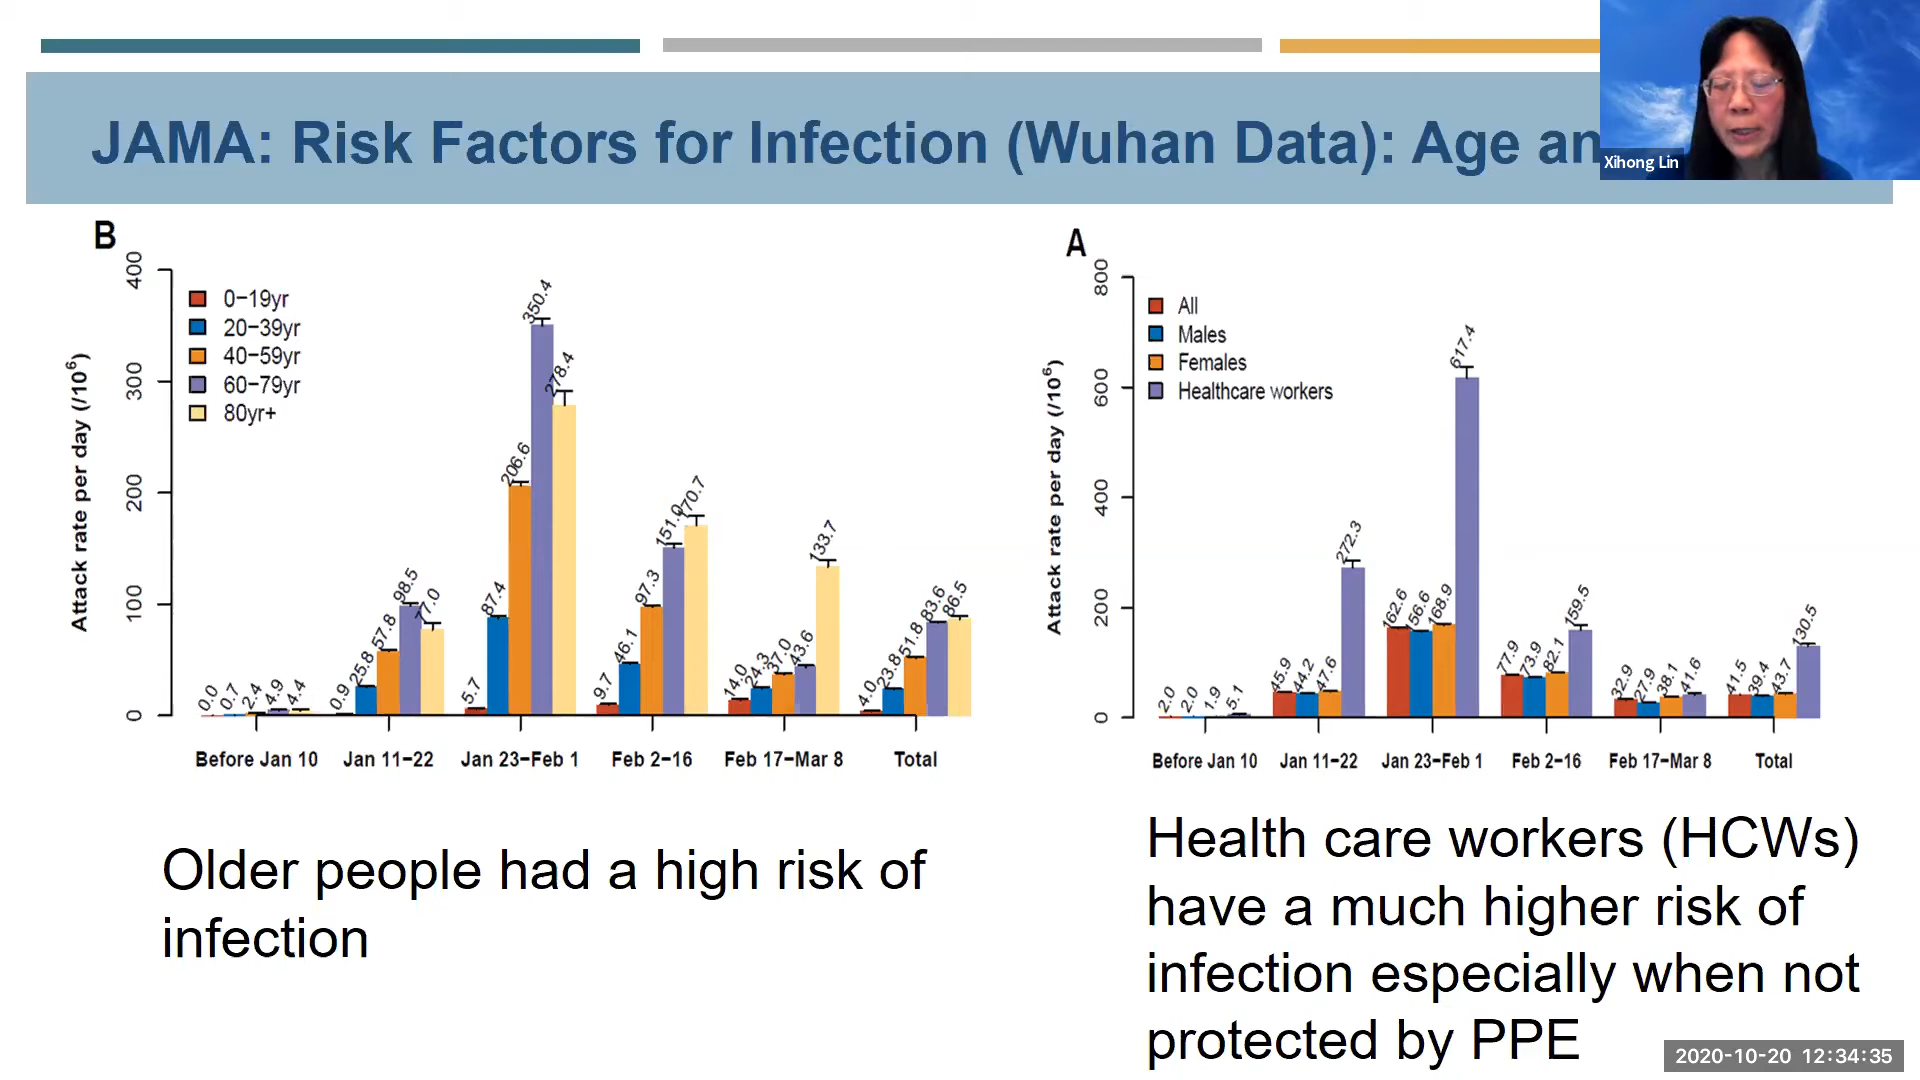 JAMA: Risk Factors for Infection (Wuhan Data): Age an
Xihong Lin
B
Attack rate per day (/10⁶)
400
300
200
100
0
0−19yr
20−39yr
40−59yr
60−79yr
80yr+
0.0 0.7 2.4 4.9 4.4
0.9 25.8 57.8 98.5 77.0
5.7 87.4 206.6 350.4 278.4
9.7 46.1 97.3 151.0 170.7
14.0 24.3 37.0 43.6 133.7
4.0 23.8 51.8 83.6 86.5
Before Jan 10 Jan 11−22 Jan 23−Feb 1 Feb 2−16 Feb 17−Mar 8 Total
Older people had a high risk of
infection
A
Attack rate per day (/10⁶)
800
600
400
200
0
All
Males
Females
Healthcare workers
2.0 2.0 1.9 5.1
45.9 44.2 47.6 272.3
162.6 156.6 168.9 617.4
77.9 73.9 82.1 159.5
32.9 27.9 38.1 41.6
41.5 39.4 43.7 130.5
Before Jan 10 Jan 11−22 Jan 23−Feb 1 Feb 2−16 Feb 17−Mar 8 Total
Health care workers (HCWs)
have a much higher risk of
infection especially when not
protected by PPE
2020-10-20 12:34:35